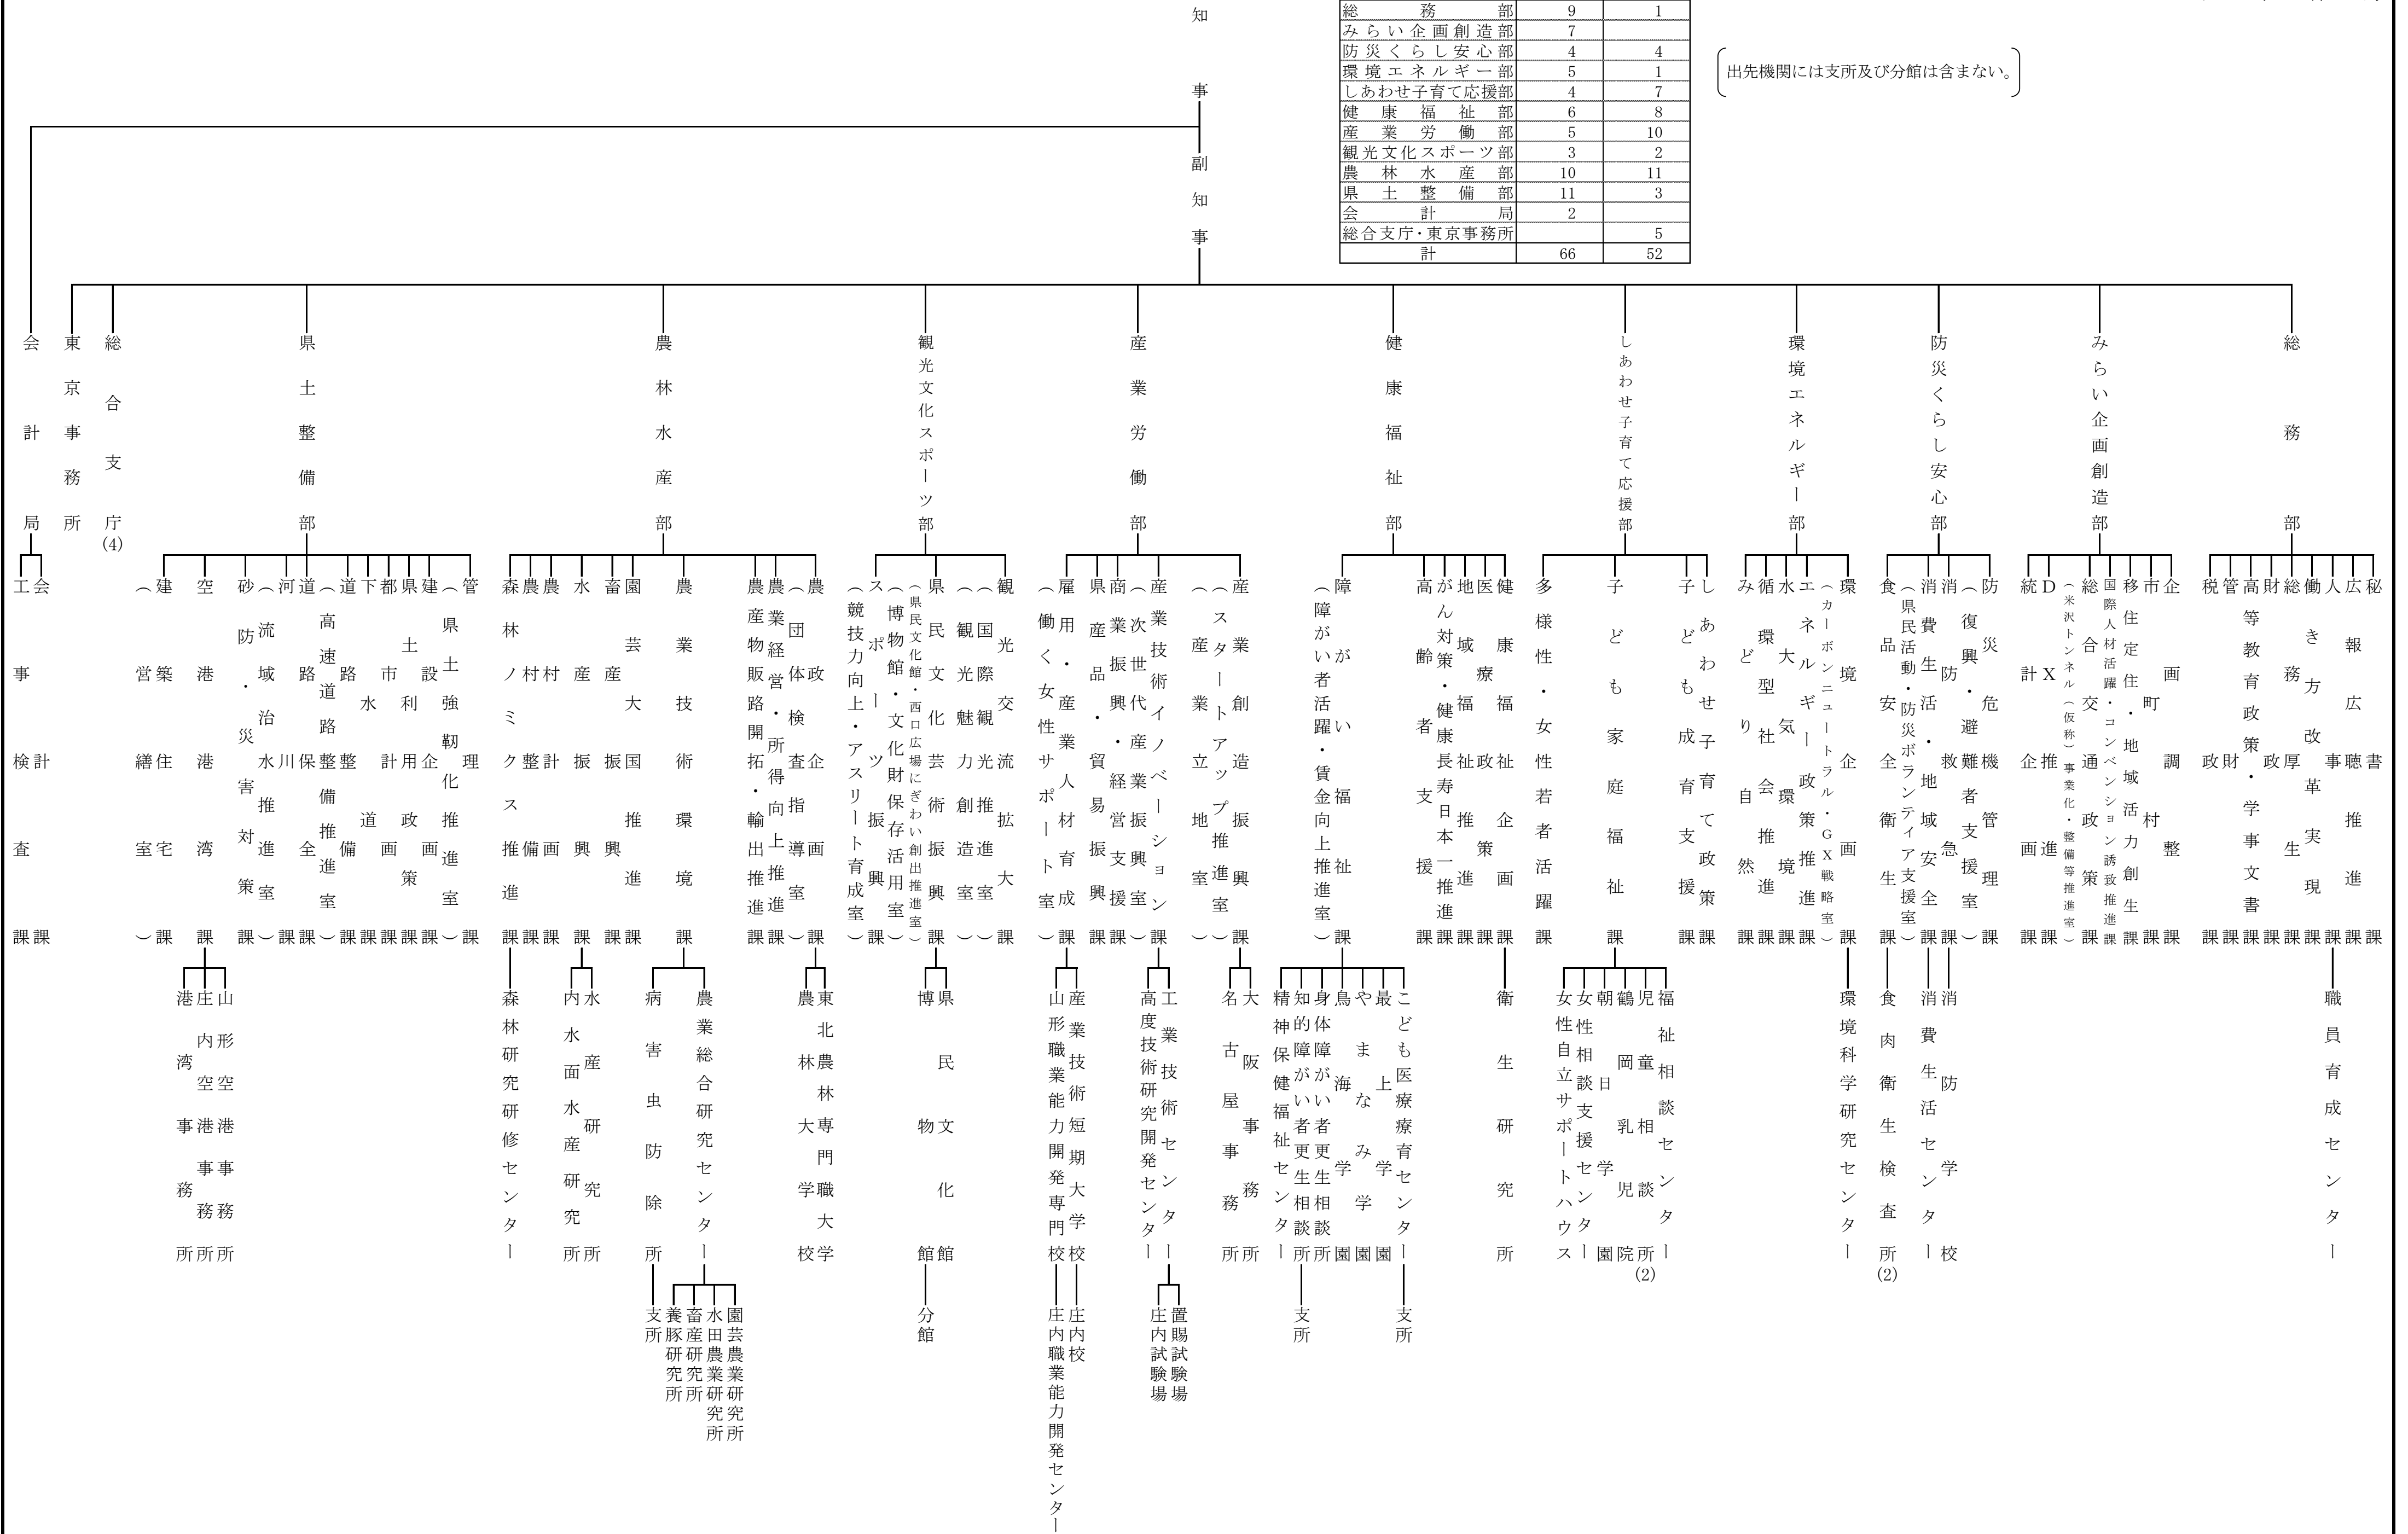 知事
総務部 9 1
みらい企画創造部 7
防災くらし安心部 4 4
環境エネルギー部 5 1
しあわせ子育て応援部 4 7
健康福祉部 6 8
産業労働部 5 10
観光文化スポーツ部 3 2
農林水産部 10 11
県土整備部 11 3
会計局 2
総合支庁・東京事務所 5
計 66 52
出先機関には支所及び分館は含まない。
副知事
総務部
みらい企画創造部
防災くらし安心部
環境エネルギー部
しあわせ子育て応援部
健康福祉部
産業労働部
観光文化スポーツ部
農林水産部
県土整備部
総合支庁(4)
東京事務所
会計局
秘書課
広報広聴推進課
人事課
働き方改革実現課
総務厚生課
財政課
高等教育政策・学事文書課
管財課
税政課
企画調整課
市町村課
移住定住・地域活力創生課
国際人材活躍・コンベンション誘致推進課
総合交通政策課
(米沢トンネル(仮称)事業化・整備等推進室)
DX推進課
統計企画課
防災危機管理課
(復興・避難者支援室)
消防救急課
消費生活・地域安全課
(県民活動・防災ボランティア支援室)
食品安全衛生課
環境企画課
(カーボンニュートラル・GX戦略室)
エネルギー政策推進課
水大気環境課
循環型社会推進課
みどり自然課
しあわせ子育て政策課
子ども成育支援課
子ども家庭福祉課
多様性・女性若者活躍課
健康福祉企画課
医療政策課
地域福祉推進課
がん対策・健康長寿日本一推進課
高齢者支援課
障がい福祉課
(障がい者活躍・賃金向上推進室)
産業創造振興課
(スタートアップ推進室)
(産業立地室)
産業技術イノベーション課
(次世代産業振興室)
商業振興・経営支援課
県産品・貿易振興課
雇用・産業人材育成課
(働く女性サポート室)
観光交流拡大課
(国際観光推進室)
(観光魅力創造室)
県民文化芸術振興課
(県民文化館・西口広場にぎわい創出推進室)
(博物館・文化財保存活用室)
スポーツ振興課
(競技力向上・アスリート育成室)
農政企画課
(団体検査指導室)
農業経営・所得向上推進課
農産物販路開拓・輸出推進課
農業技術環境課
園芸大国推進課
畜産振興課
水産振興課
農村計画課
農村整備課
森林ノミクス推進課
管理課
(県土強靭化推進室)
建設企画課
県土利用政策課
都市計画課
下水道課
道路整備課
(高速道路整備推進室)
道路保全課
河川課
(流域治水推進室)
砂防・災害対策課
空港港湾課
建築住宅課
(営繕室)
会計課
工事検査課
職員育成センター
消防学校
消費生活センター
食肉衛生検査所(2)
環境科学研究センター
福祉相談センター
児童相談所(2)
鶴岡乳児院
朝日学園
女性相談支援センター
女性自立サポートハウス
衛生研究所
こども医療療育センター
最上学園
やまなみ学園
鳥海学園
身体障がい者更生相談所
知的障がい者更生相談所
精神保健福祉センター
大阪事務所
名古屋事務所
工業技術センター
高度技術研究開発センター
産業技術短期大学校
山形職業能力開発専門校
県民文化館
博物館
東北農林専門職大学
農林大学校
農業総合研究センター
病害虫防除所
水産研究所
内水面水産研究所
森林研究研修センター
山形空港事務所
庄内空港事務所
港湾事務所
支所
支所
置賜試験場
庄内試験場
庄内校
庄内職業能力開発センター
分館
園芸農業研究所
水田農業研究所
畜産研究所
養豚研究所
支所